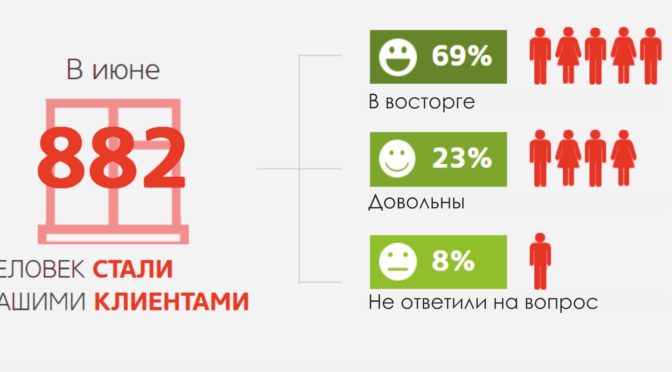 В июне
882
ЕЛОВЕК СТАЛИ
АШИМИ КЛИЕНТАМИ
69%
В восторге
23%
Довольны
8%
Не ответили на вопрос